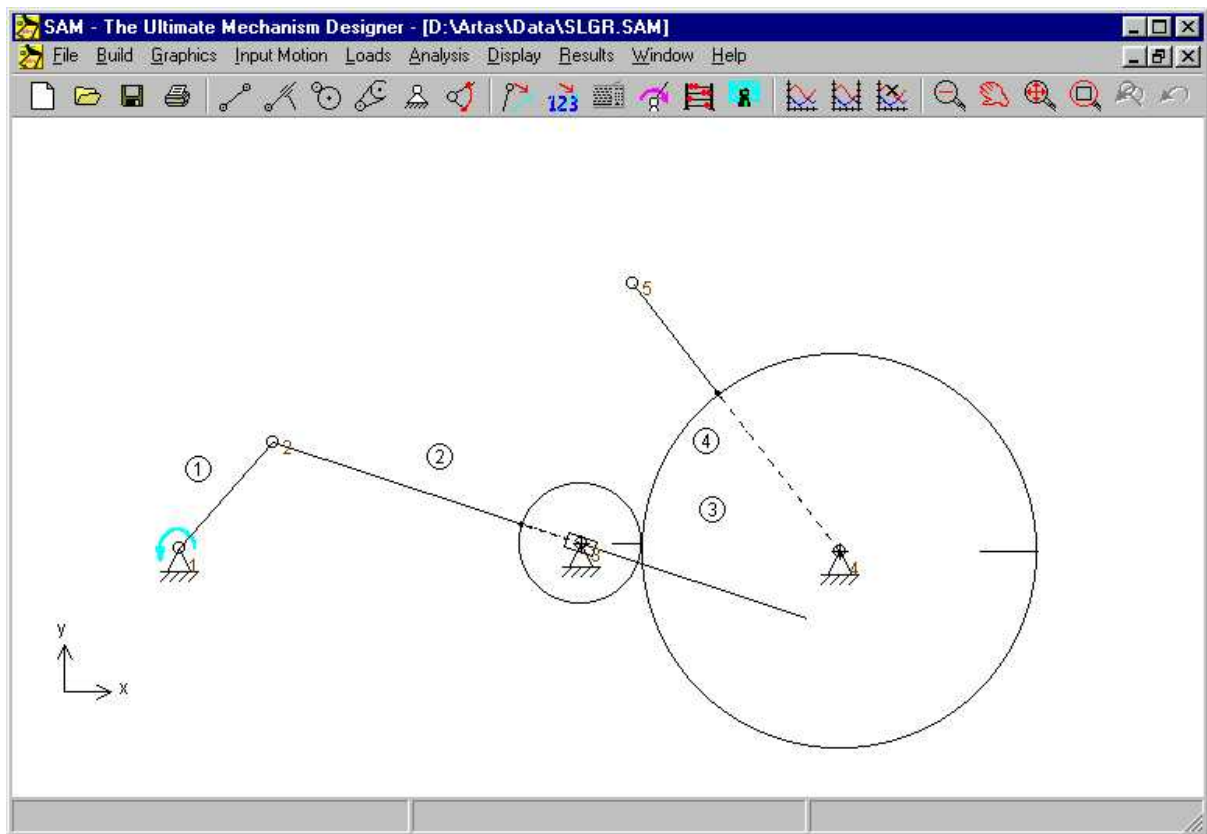 SAM - The Ultimate Mechanism Designer - [D:\Artas\Data\SLGR.SAM]
File Build Graphics Input Motion Loads Analysis Display Results Window Help
123
5
2
1
2
4
3
1
3
4
y
x